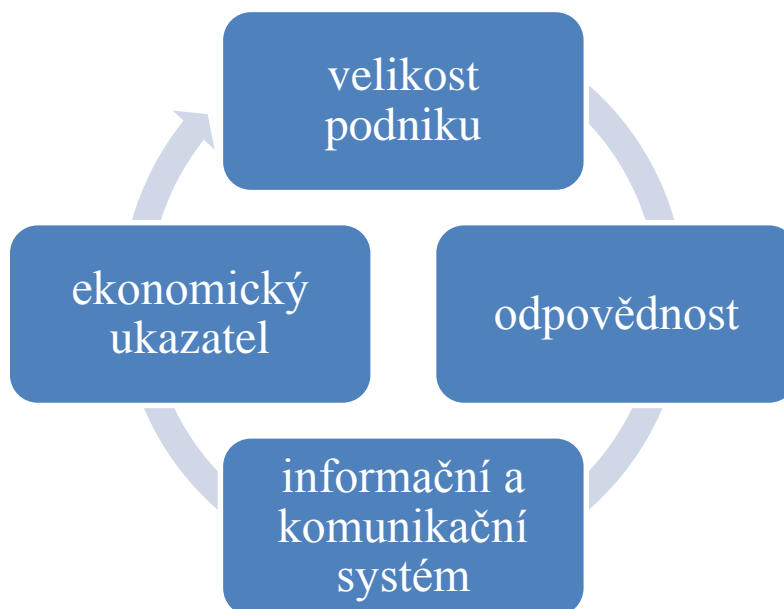 velikost
podniku
odpovědnost
informační a
komunikační
systém
ekonomický
ukazatel